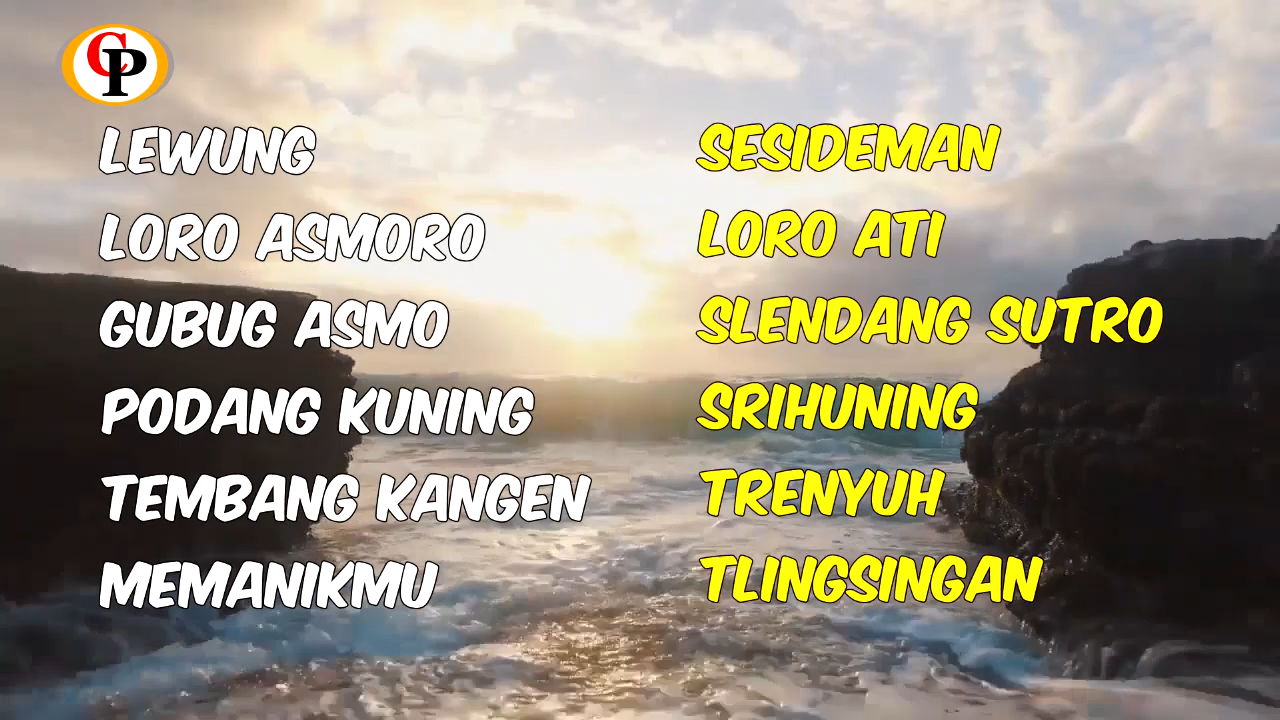 CP
LEWUNG
LORO ASMORO
GUBUG ASMO
PODANG KUNING
TEMBANG KANGEN
MEMANIKMU
SESIDEMAN
LORO ATI
SLENDANG SUTRO
SRIHUNING
TRENYUH
TLINGSINGAN